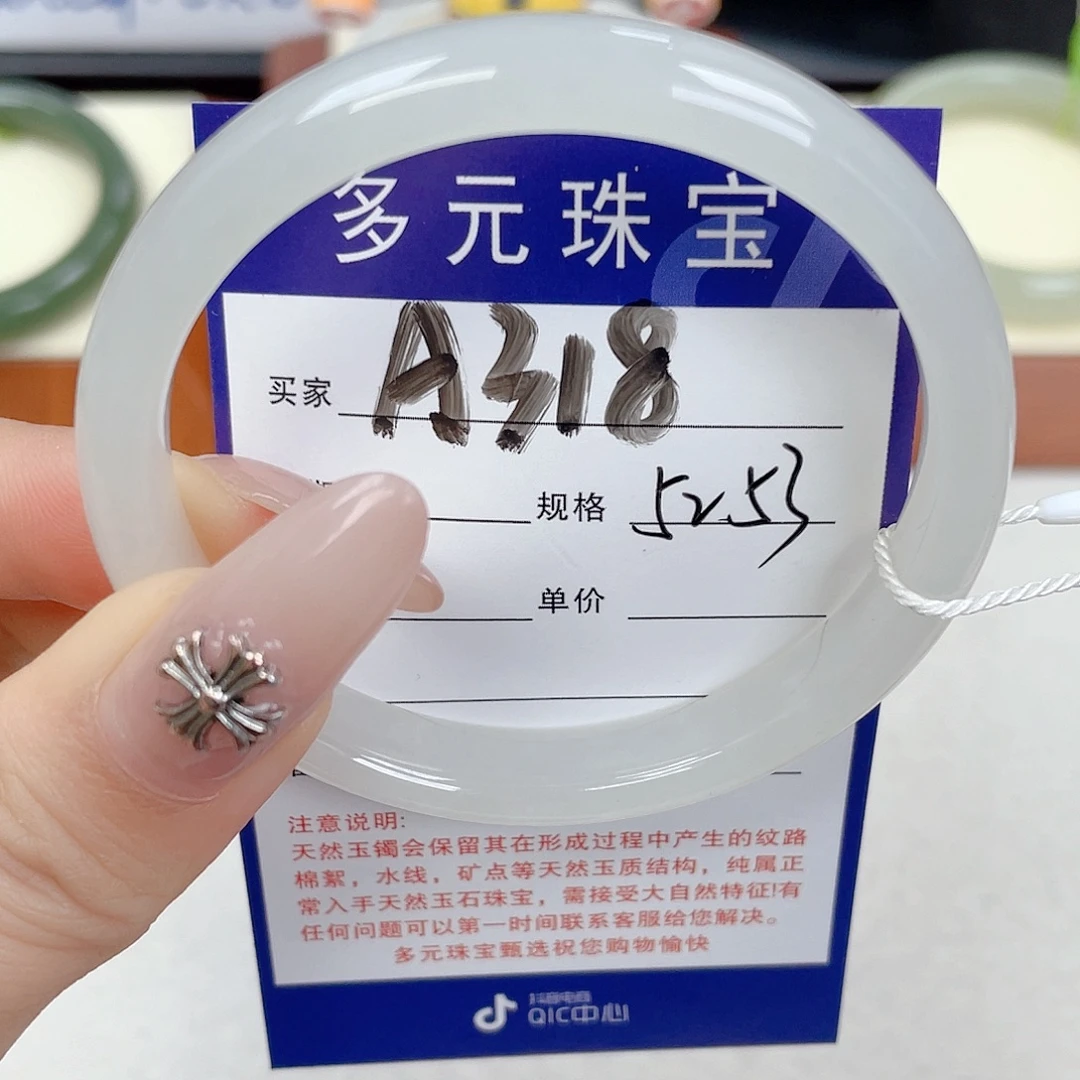 多元珠宝
买家 A318
规格 52.53
单价
注意说明:
天然玉镯会保留其在形成过程中产生的纹路
棉絮，水线，矿点等天然玉质结构，纯属正
常入手天然玉石珠宝，需接受大自然特征!有
任何问题可以第一时间联系客服给您解决。
多元珠宝甄选祝您购物愉快
抖音电商
QIC中心